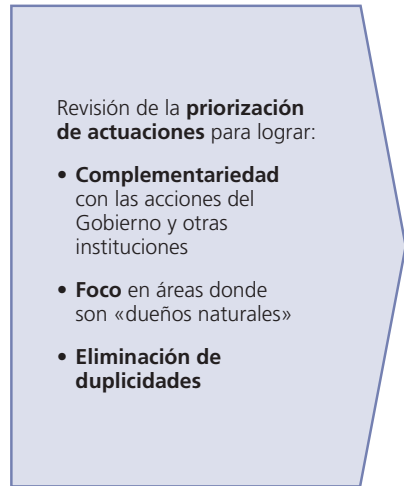 Revisión de la priorización
de actuaciones para lograr:
• Complementariedad
con las acciones del
Gobierno y otras
instituciones
• Foco en áreas donde
son «dueños naturales»
• Eliminación de
duplicidades